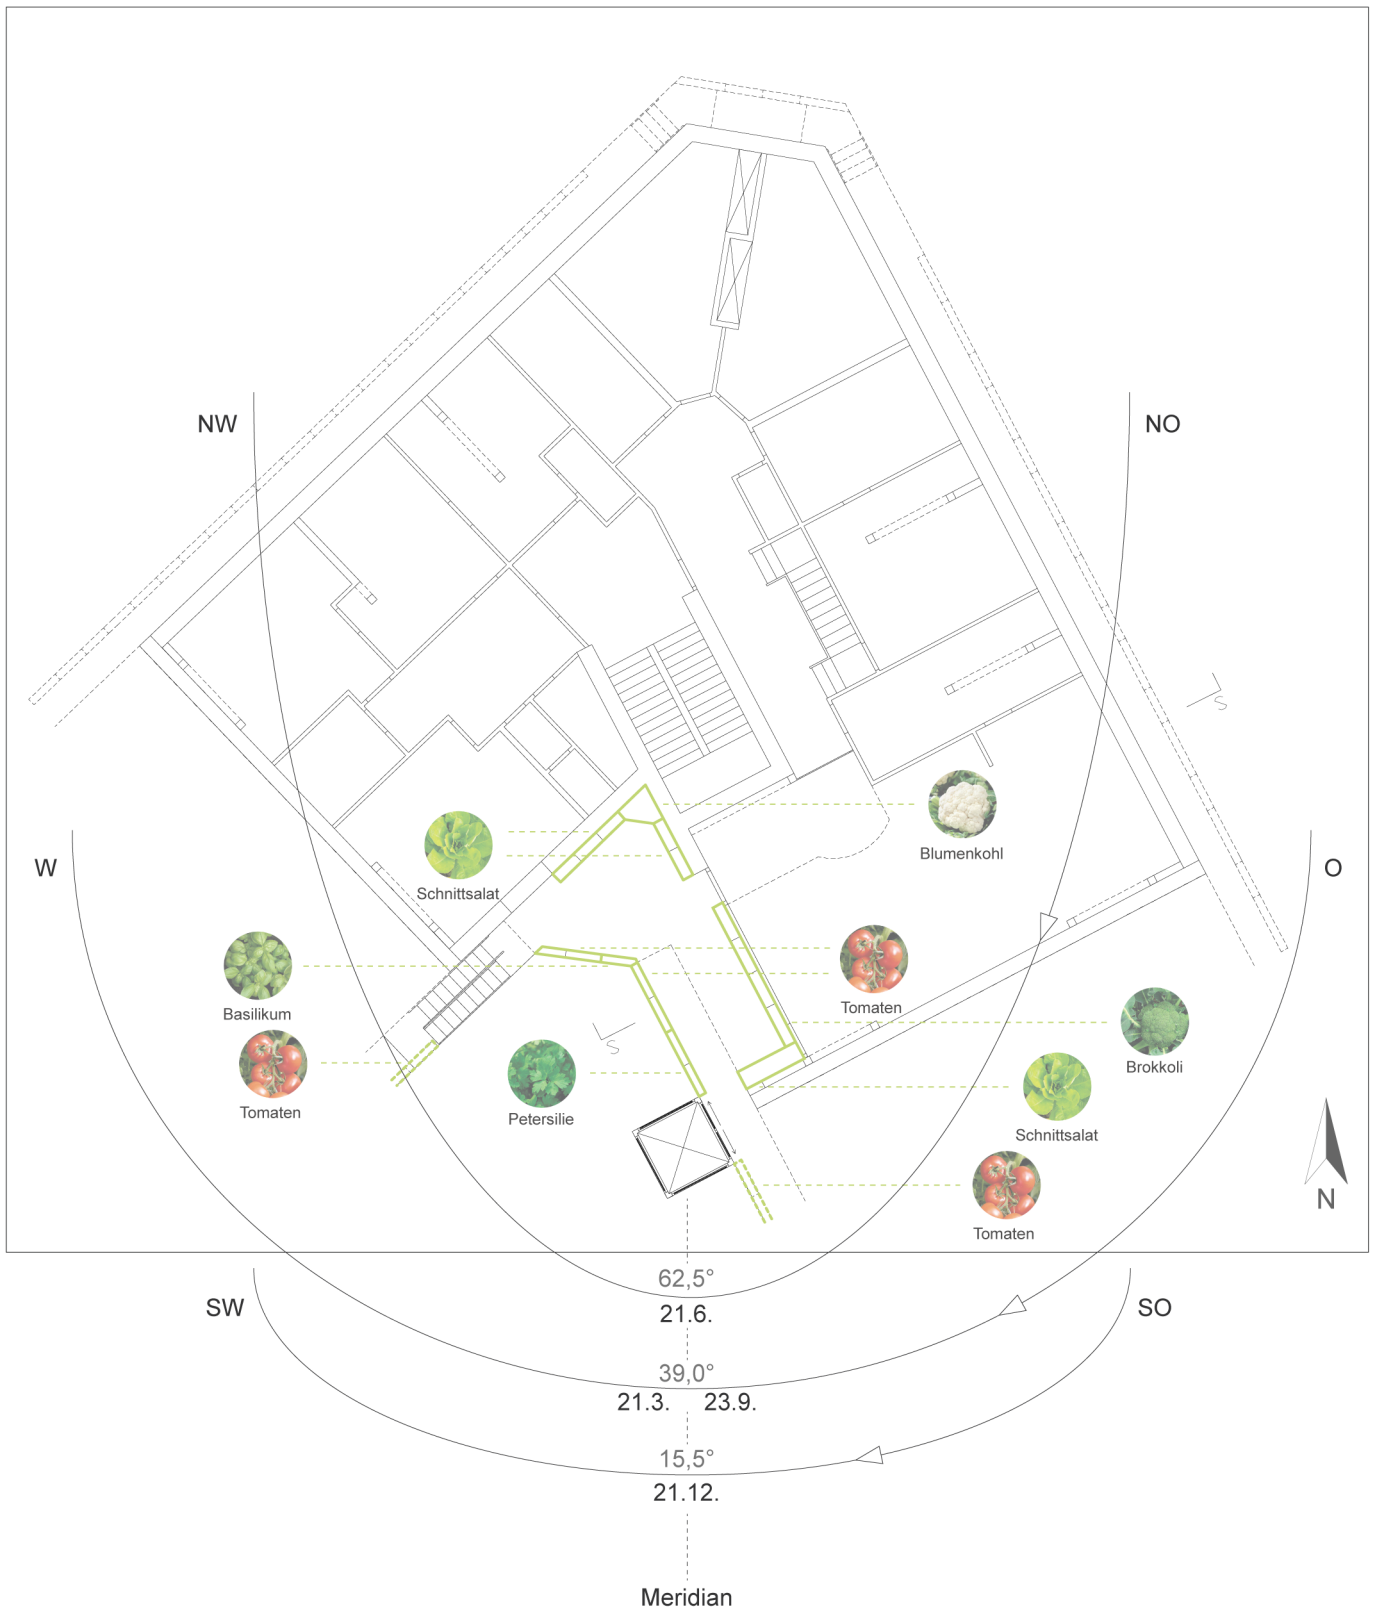 NW
NO
S
Blumenkohl
W
O
Schnittsalat
Basilikum
Tomaten
S
Brokkoli
Tomaten
Petersilie
Schnittsalat
N
Tomaten
62,5°
SW
SO
21.6.
39,0°
21.3. 23.9.
15,5°
21.12.
Meridian